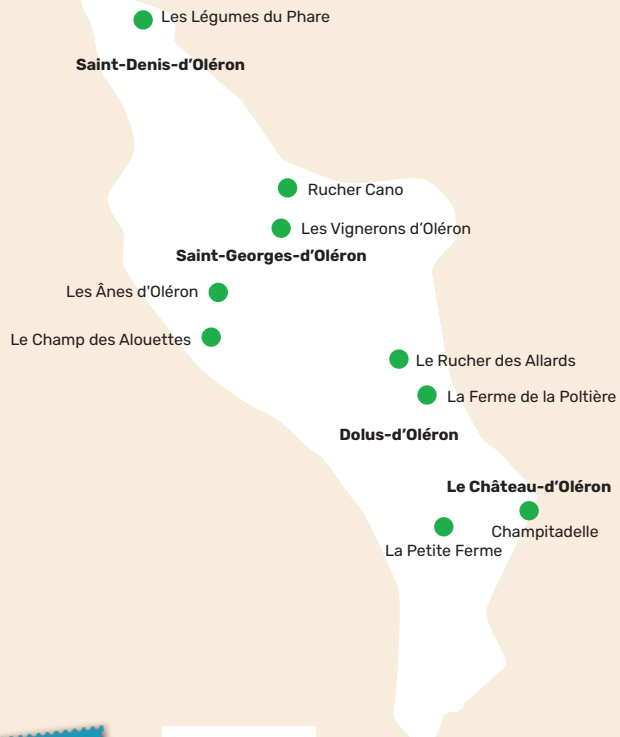 Les Légumes du Phare
Saint-Denis-d’Oléron
Rucher Cano
Les Vignerons d’Oléron
Saint-Georges-d’Oléron
Les Ânes d'Oléron
Le Champ des Alouettes
Le Rucher des Allards
La Ferme de la Poltière
Dolus-d’Oléron
Le Château-d’Oléron
Champitadelle
La Petite Ferme